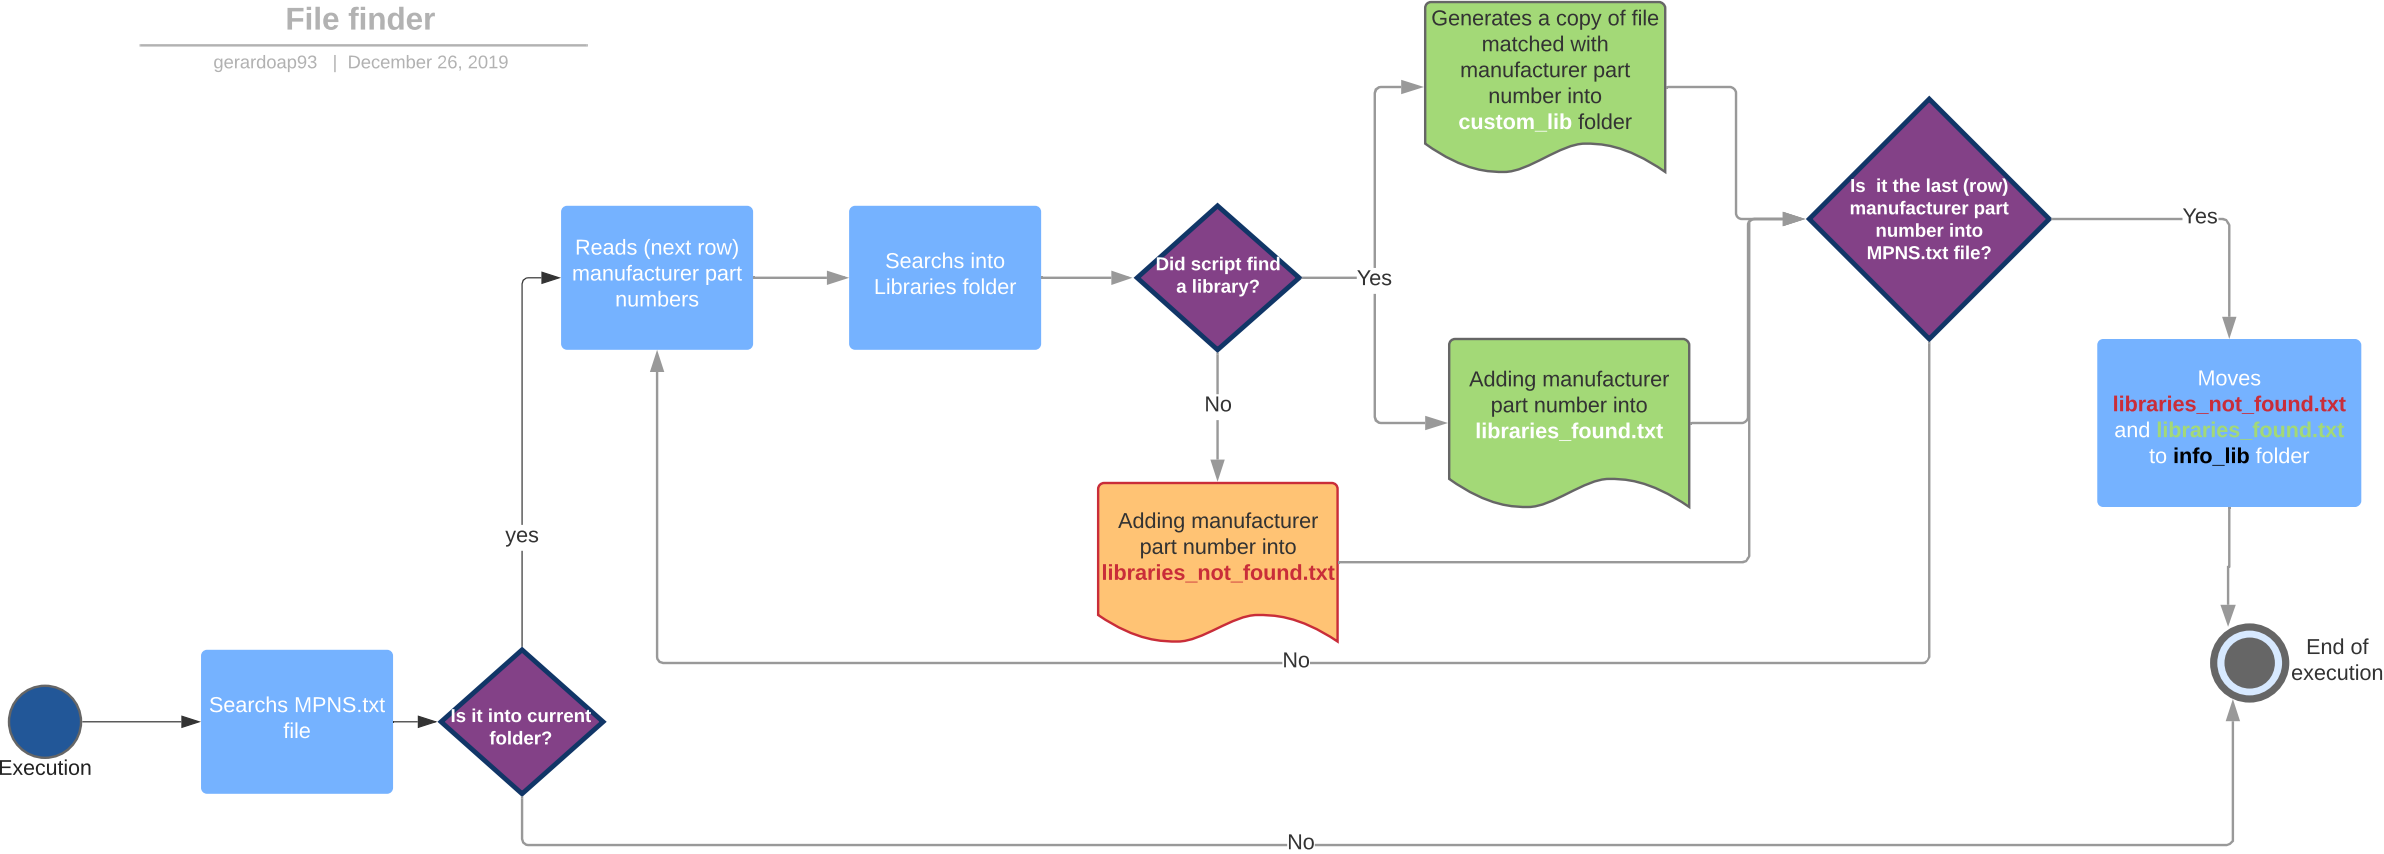 File finder
gerardoap93   |  December 26, 2019
Execution
Searchs MPNS.txt
file
Is it into current
folder?
yes
No
Reads (next row)
manufacturer part
numbers
Searchs into
Libraries folder
Did script find
a library?
Yes
No
Generates a copy of file
matched with
manufacturer part
number into
custom_lib folder
Adding manufacturer
part number into
libraries_found.txt
Adding manufacturer
part number into
libraries_not_found.txt
Is  it the last (row)
manufacturer part
number into
MPNS.txt file?
Yes
No
Moves
libraries_not_found.txt
and libraries_found.txt
to info_lib folder
End of
execution